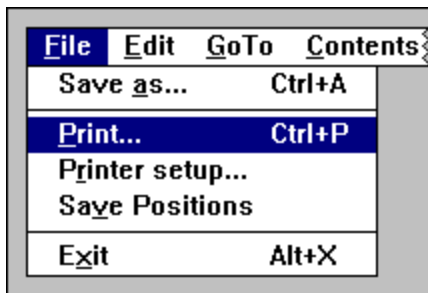 File Edit GoTo Contents
Save as... Ctrl+A
Print... Ctrl+P
Printer setup...
Save Positions
Exit Alt+X